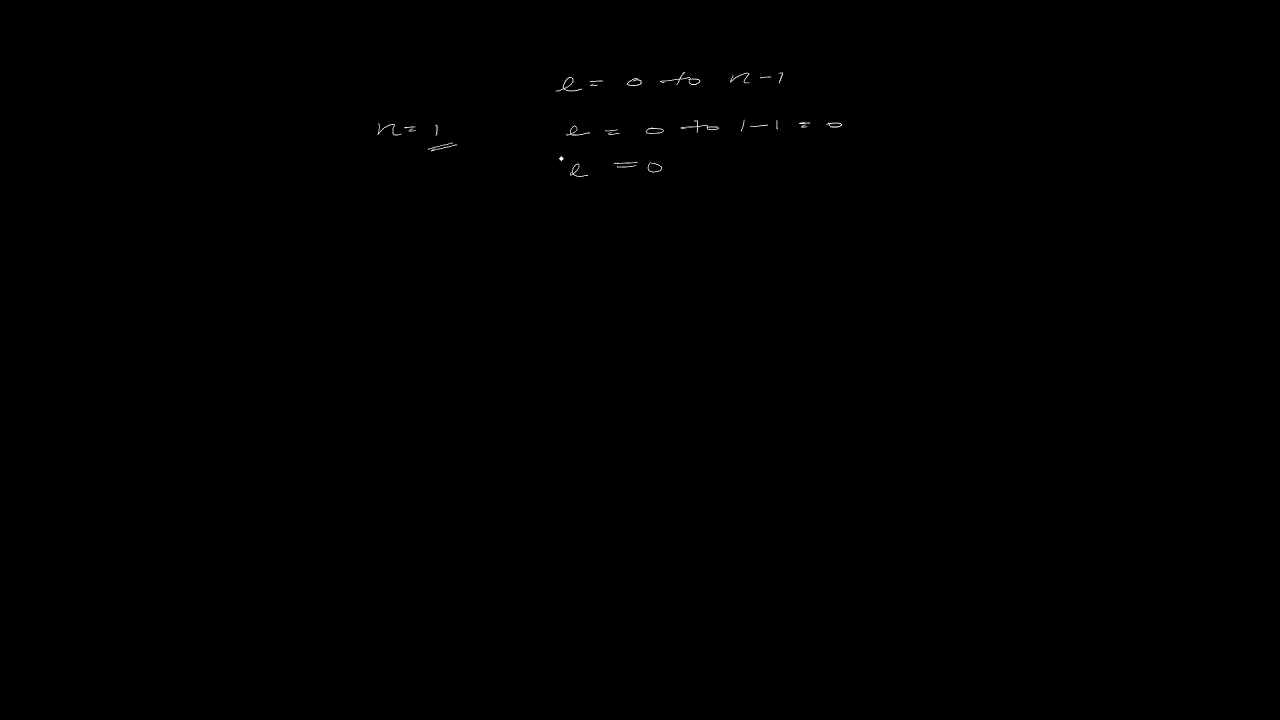 l = 0 to n-1
n = 1 l = 0 to 1-1 = 0
l = 0